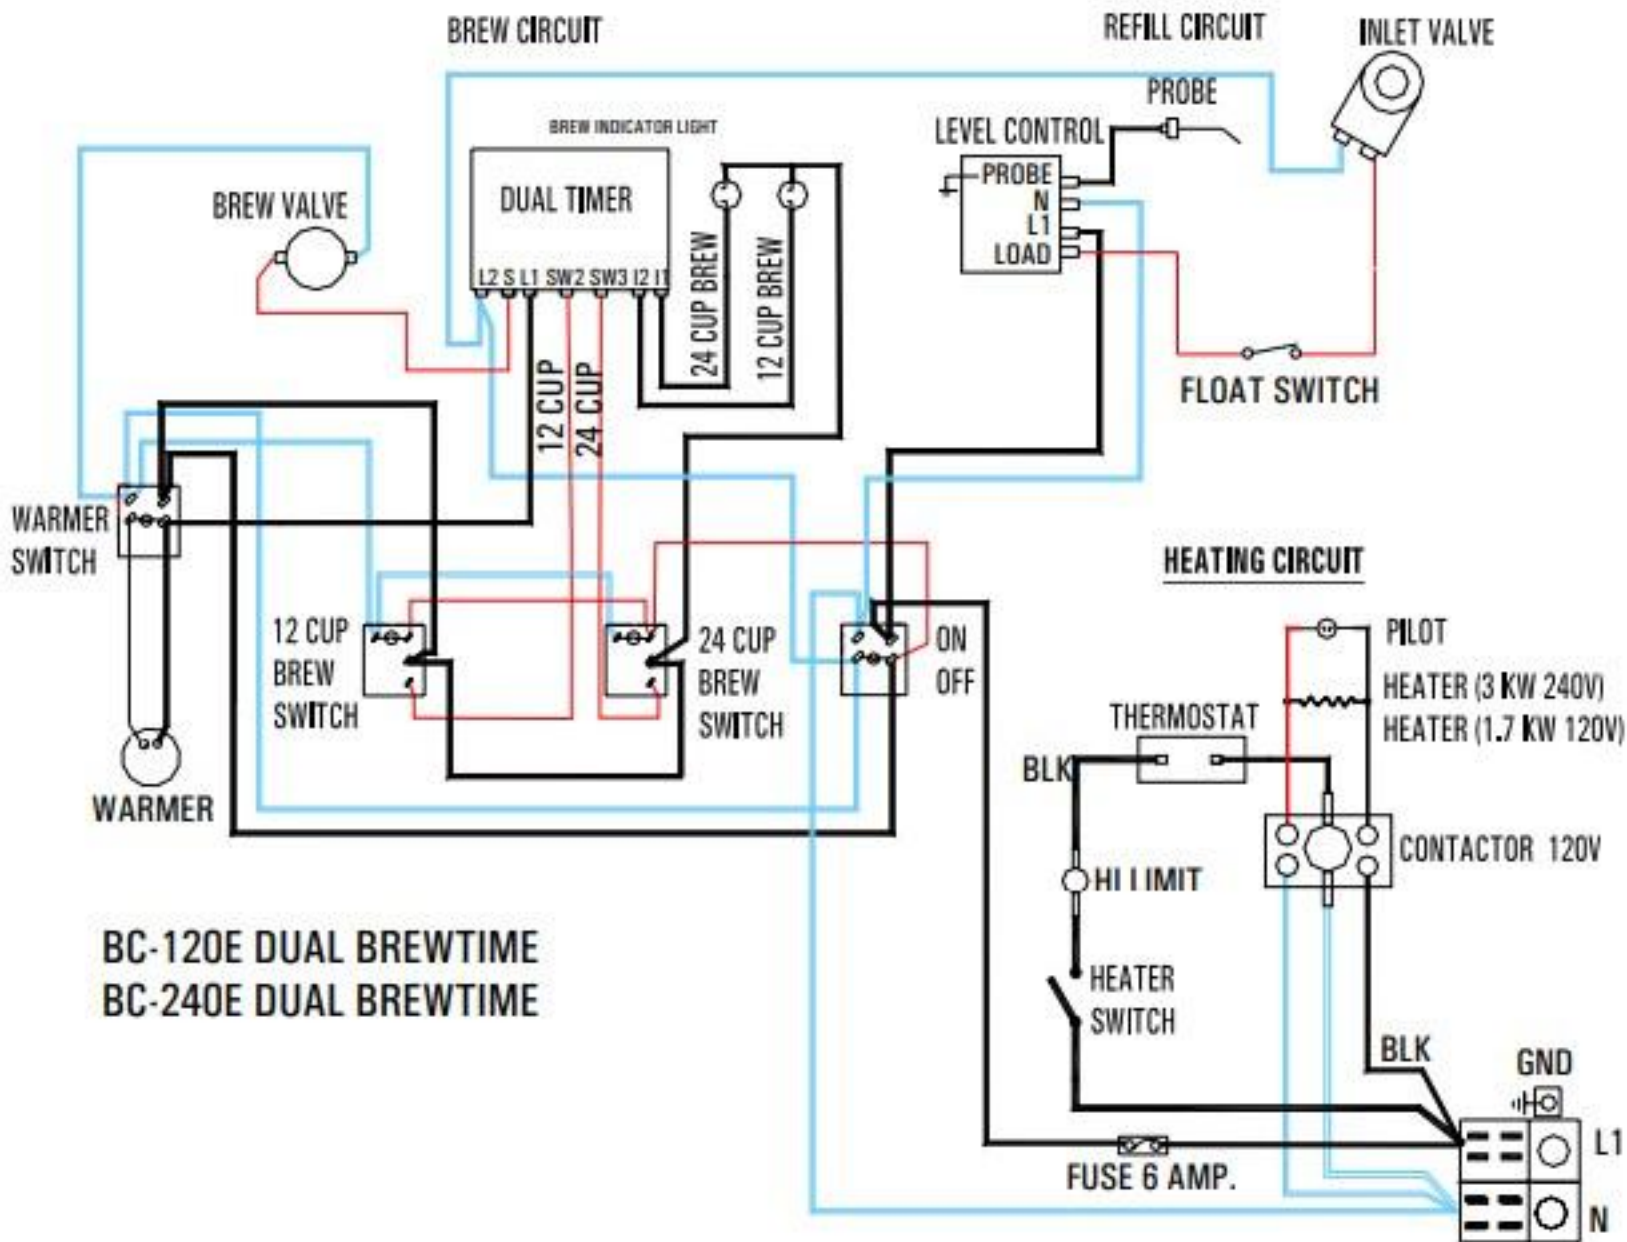 BREW CIRCUIT
REFILL CIRCUIT
INLET VALVE
PROBE
BREW INDICATOR LIGHT
LEVEL CONTROL
DUAL TIMER
PROBE
N
L1
LOAD
BREW VALVE
L2 S L1 SW2 SW3 I2 I1
24 CUP BREW
12 CUP BREW
12 CUP
24 CUP
FLOAT SWITCH
WARMER
SWITCH
HEATING CIRCUIT
12 CUP
BREW
SWITCH
24 CUP
BREW
SWITCH
ON
OFF
PILOT
HEATER (3 KW 240V)
HEATER (1.7 KW 120V)
THERMOSTAT
BLK
WARMER
CONTACTOR 120V
HI LIMIT
BC-120E DUAL BREWTIME
BC-240E DUAL BREWTIME
HEATER
SWITCH
BLK
GND
L1
FUSE 6 AMP.
N